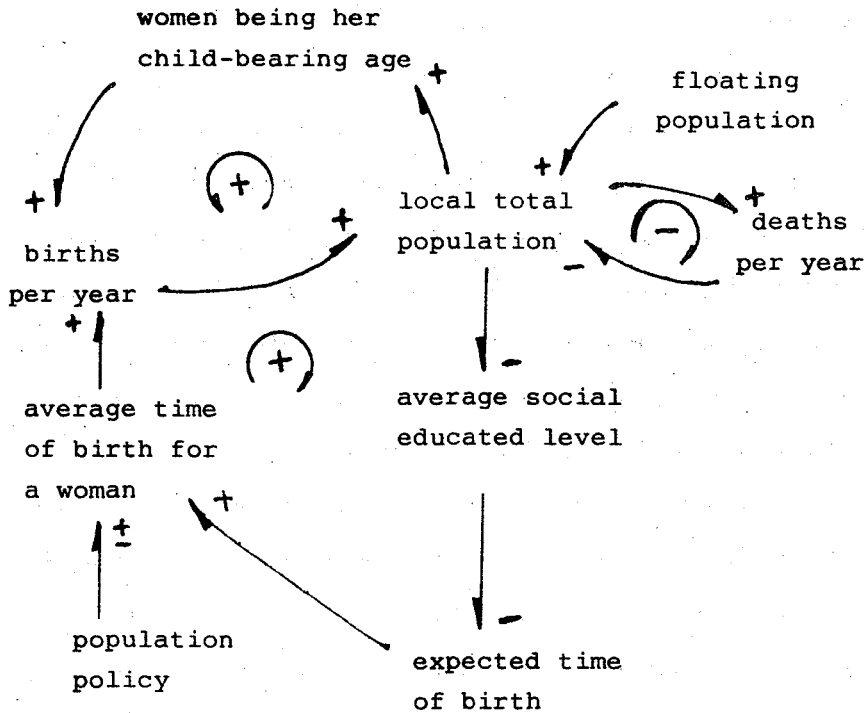 women being her
child-bearing age
+
floating
population
+
+
+
+
+
local total
population
-
deaths
per year
-
births
per year
+
+
-
average time
of birth for
a woman
average social
educated level
+
±
-
population
policy
expected time
of birth